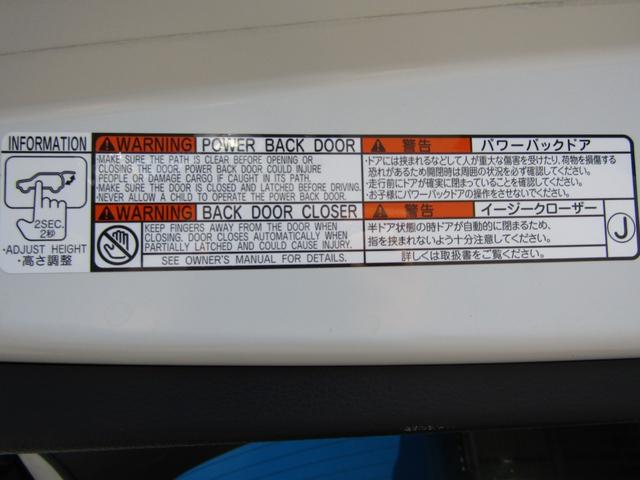 INFORMATION
2SEC.
2秒
・ADJUST HEIGHT
・高さ調整
WARNING POWER BACK DOOR
・MAKE SURE THE PATH IS CLEAR BEFORE OPENING OR
CLOSING THE DOOR. POWER BACK DOOR COULD INJURE
PEOPLE OR DAMAGE CARGO IF CAUGHT IN ITS PATH.
・MAKE SURE THE DOOR IS CLOSED AND LATCHED BEFORE DRIVING.
・NEVER ALLOW A CHILD TO OPERATE THE POWER BACK DOOR.
WARNING BACK DOOR CLOSER
KEEP FINGERS AWAY FROM THE DOOR WHEN
CLOSING. DOOR CLOSES AUTOMATICALLY WHEN
PARTIALLY LATCHED AND COULD CAUSE INJURY.
SEE OWNER'S MANUAL FOR DETAILS.
警告 パワーバックドア
・ドアには挟まれるなどして人が重大な傷害を受けたり、荷物を損傷する
恐れがあるため開閉時は周囲の状況を必ず確認してください。
・走行前にドアが確実に閉まっていることを確認してください。
・お子様にパワーバックドアの操作をさせないでください。
警告 イージークローザー
半ドア状態の時ドアが自動的に閉まるため、
指を挟まれないよう十分注意してください。
詳しくは取扱書をご覧ください。
J